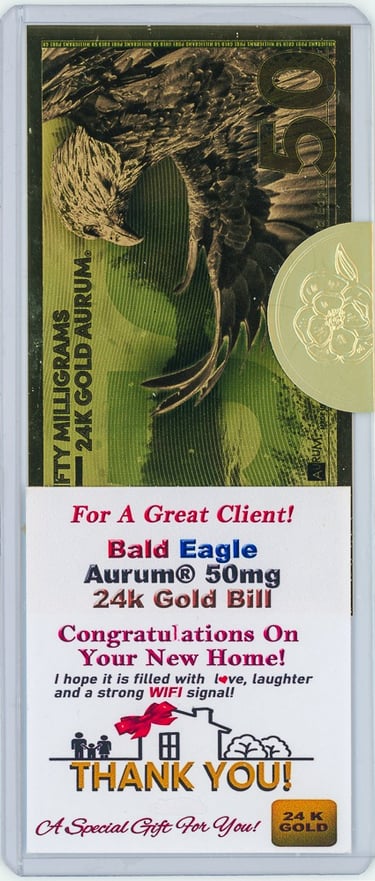 50
FIFTY MILLIGRAMS
24K GOLD AURUM®
AURUM
For A Great Client!
Bald Eagle
Aurum® 50mg
24k Gold Bill
Congratulations On
Your New Home!
I hope it is filled with love, laughter
and a strong WIFI signal!
THANK YOU!
A Special Gift For You!
24 K
GOLD